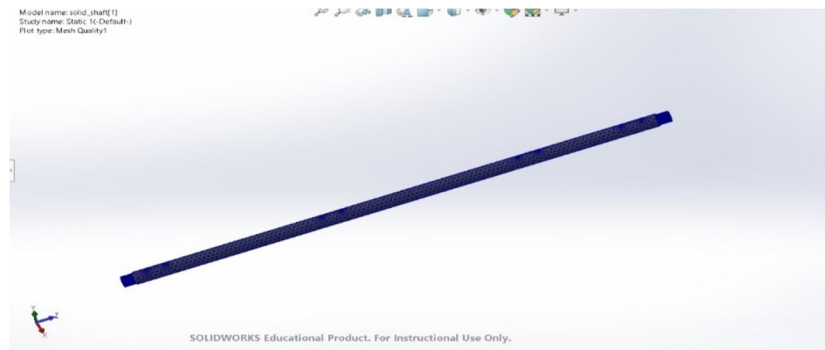 Model name: solid_shaft[1]
Study name: Static 1(-Default-)
Plot type: Mesh Quality1
Y
Z
X
SOLIDWORKS Educational Product. For Instructional Use Only.